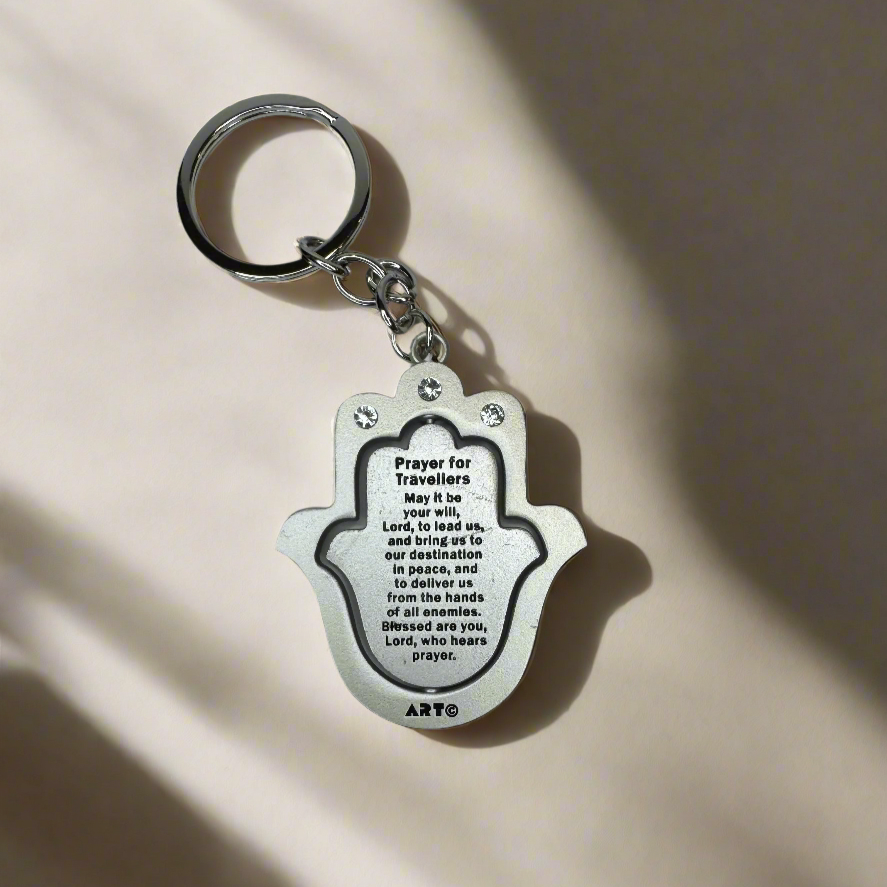 Prayer for
Travellers
May it be
your will,
Lord, to lead us,
and bring us to
our destination
in peace, and
to deliver us
from the hands
of all enemies.
Blessed are you,
Lord, who hears
prayer.
ART©